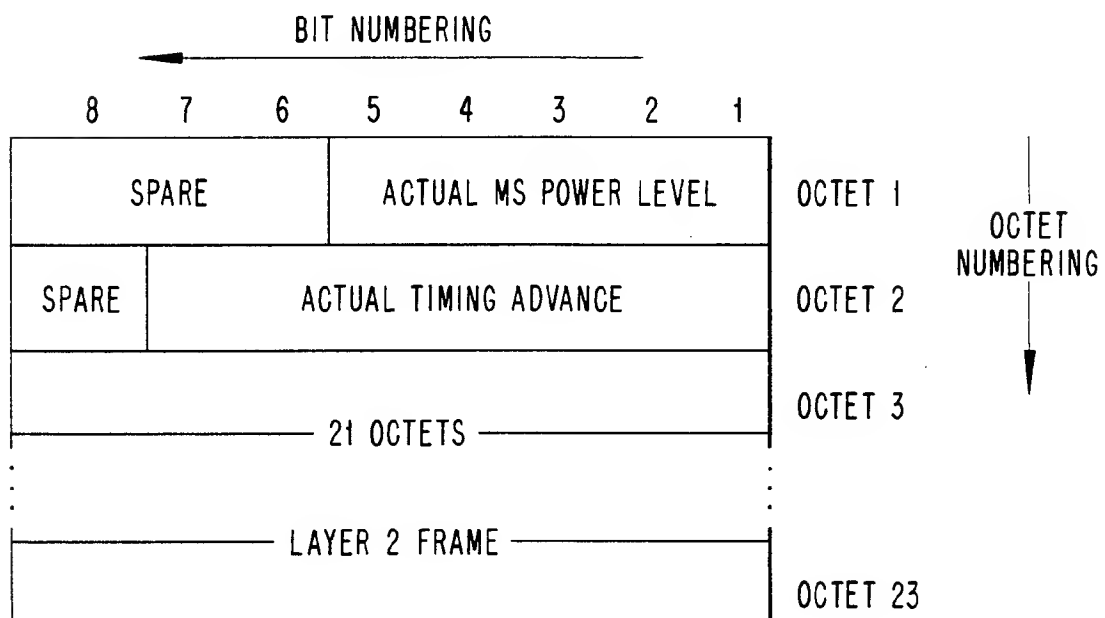 BIT NUMBERING
8 7 6 5 4 3 2 1
SPARE ACTUAL MS POWER LEVEL OCTET 1
SPARE ACTUAL TIMING ADVANCE OCTET 2
OCTET NUMBERING
OCTET 3
21 OCTETS
LAYER 2 FRAME
OCTET 23